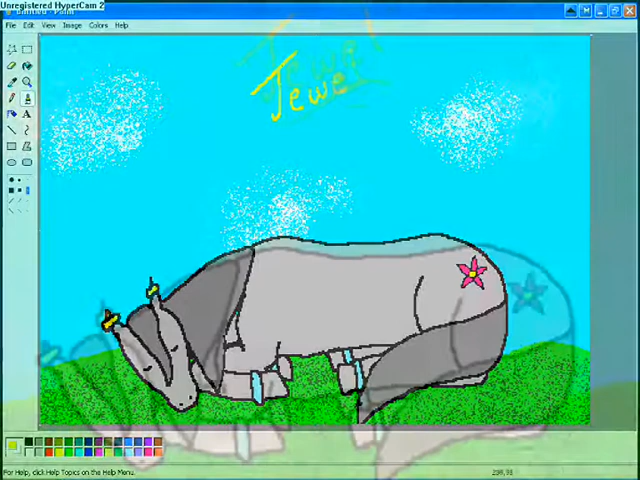 Unregistered HyperCam 2
File Edit View Image Colors Help
Jewel
For Help, click Help Topics on the Help Menu.